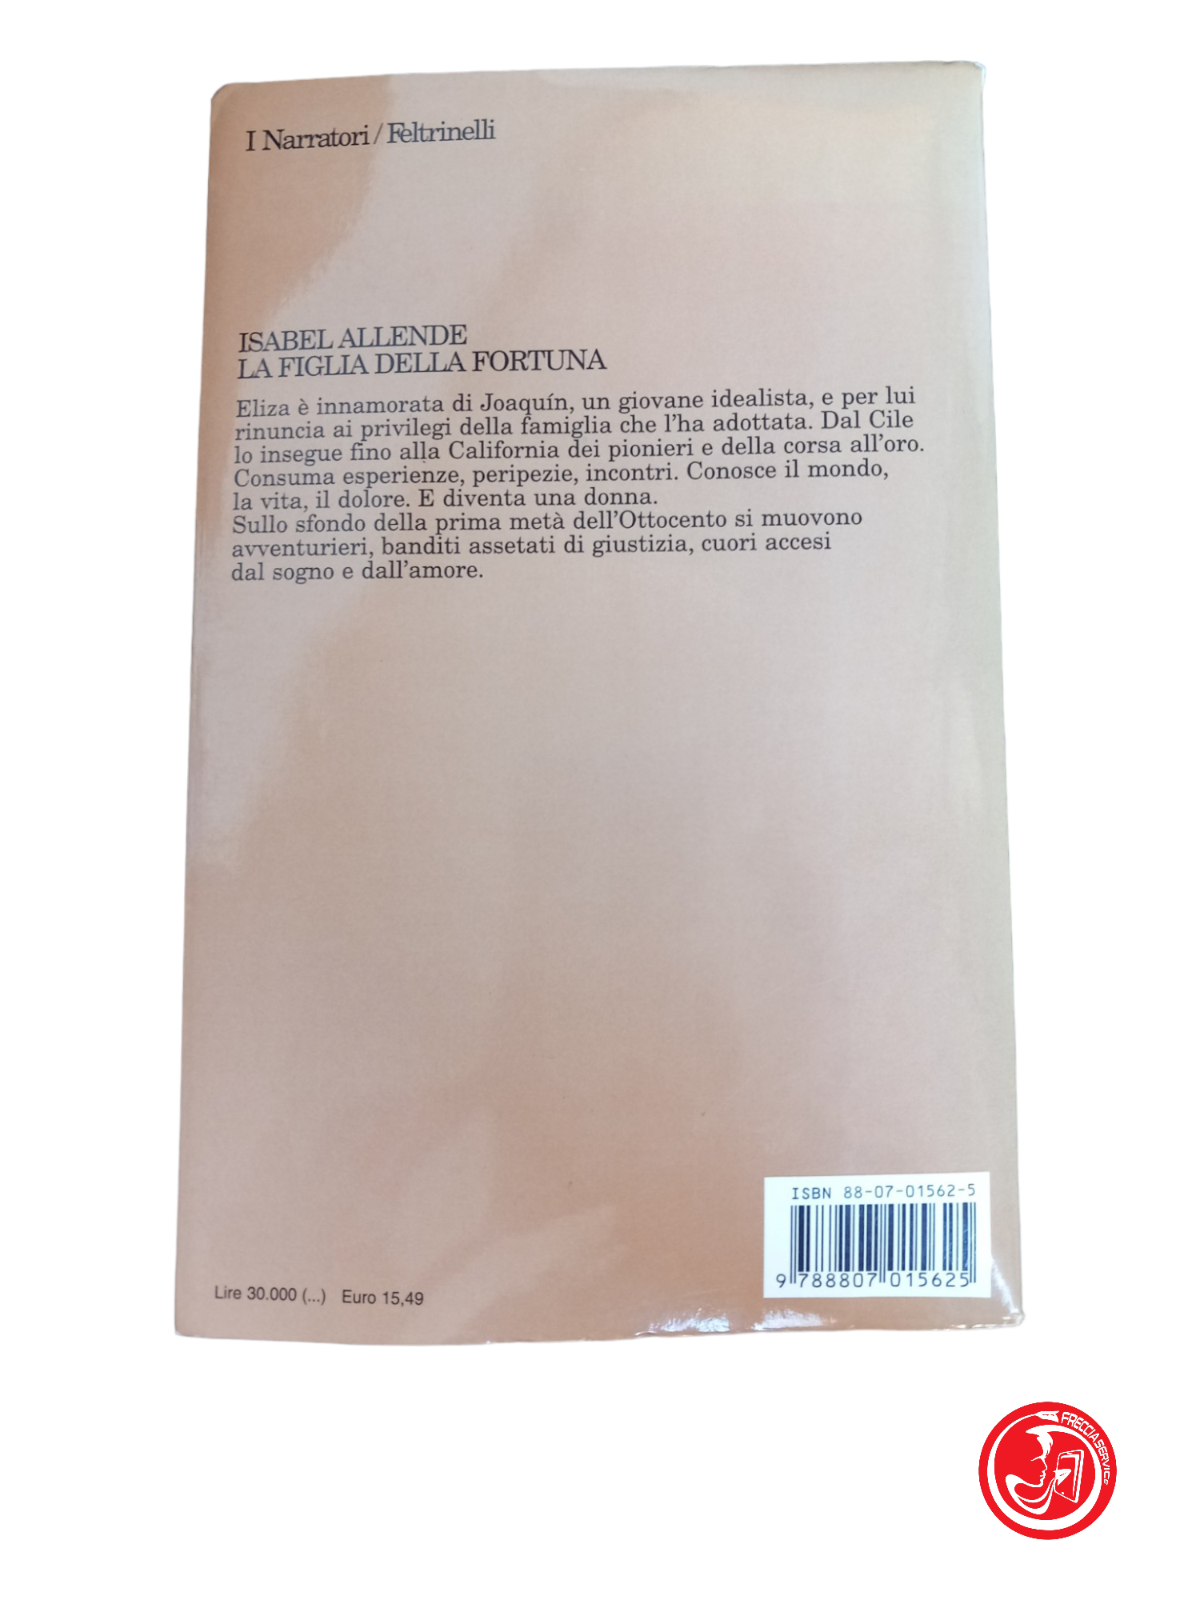 I Narratori / Feltrinelli
ISABEL ALLENDE
LA FIGLIA DELLA FORTUNA
Eliza è innamorata di Joaquín, un giovane idealista, e per lui
rinuncia ai privilegi della famiglia che l'ha adottata. Dal Cile
lo insegue fino alla California dei pionieri e della corsa all'oro.
Consuma esperienze, peripezie, incontri. Conosce il mondo,
la vita, il dolore. E diventa una donna.
Sullo sfondo della prima metà dell'Ottocento si muovono
avventurieri, banditi assetati di giustizia, cuori accesi
dal sogno e dall'amore.
ISBN 88-07-01562-5
9 788807 015625
Lire 30.000 (...) Euro 15,49
FRECCIA SERVICE